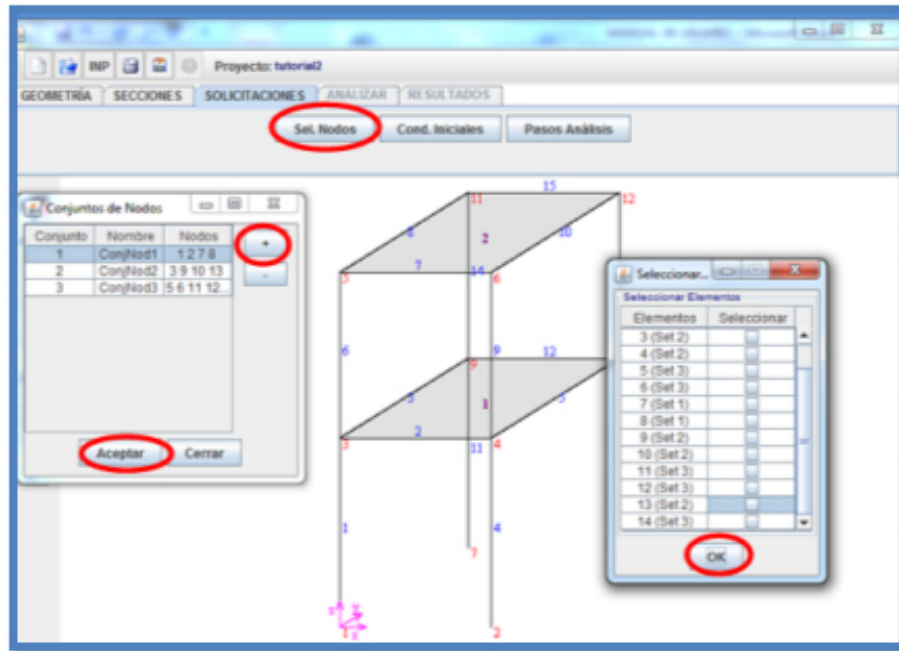 INP Proyecto: tutorial2
GEOMETRÍA SECCIONES SOLICITACIONES ANALIZAR RESULTADOS
Sel. Nodos Cond. Iniciales Pasos Análisis
Conjuntos de Nodos
Conjunto Nombre Nodos
1 ConjNod1 1 2 7 8
2 ConjNod2 3 9 10 13
3 ConjNod3 5 6 11 12...
+
-
Aceptar Cerrar
15
11 12
8 2 10
7 14
5 6
6 9 12
9
3 5
2 11
3 4
1 4
7
1 2
Seleccionar...
Seleccionar Elementos
Elementos Seleccionar
3 (Set 2)
4 (Set 2)
5 (Set 3)
6 (Set 3)
7 (Set 1)
8 (Set 1)
9 (Set 2)
10 (Set 2)
11 (Set 3)
12 (Set 3)
13 (Set 2)
14 (Set 3)
OK